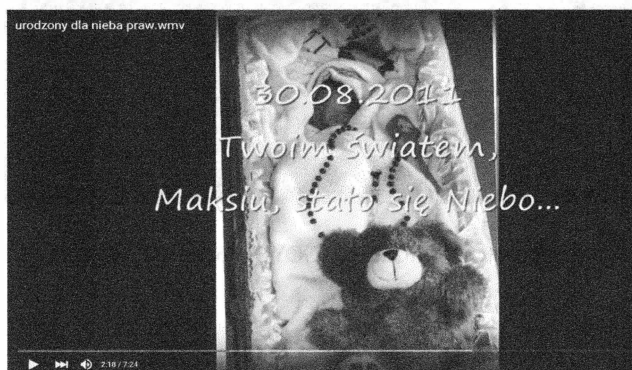 urodzony dla nieba praw.wmv
30.08.2011
Twoim światem,
Maksiu, stało się Niebo...
2:18 / 7:24